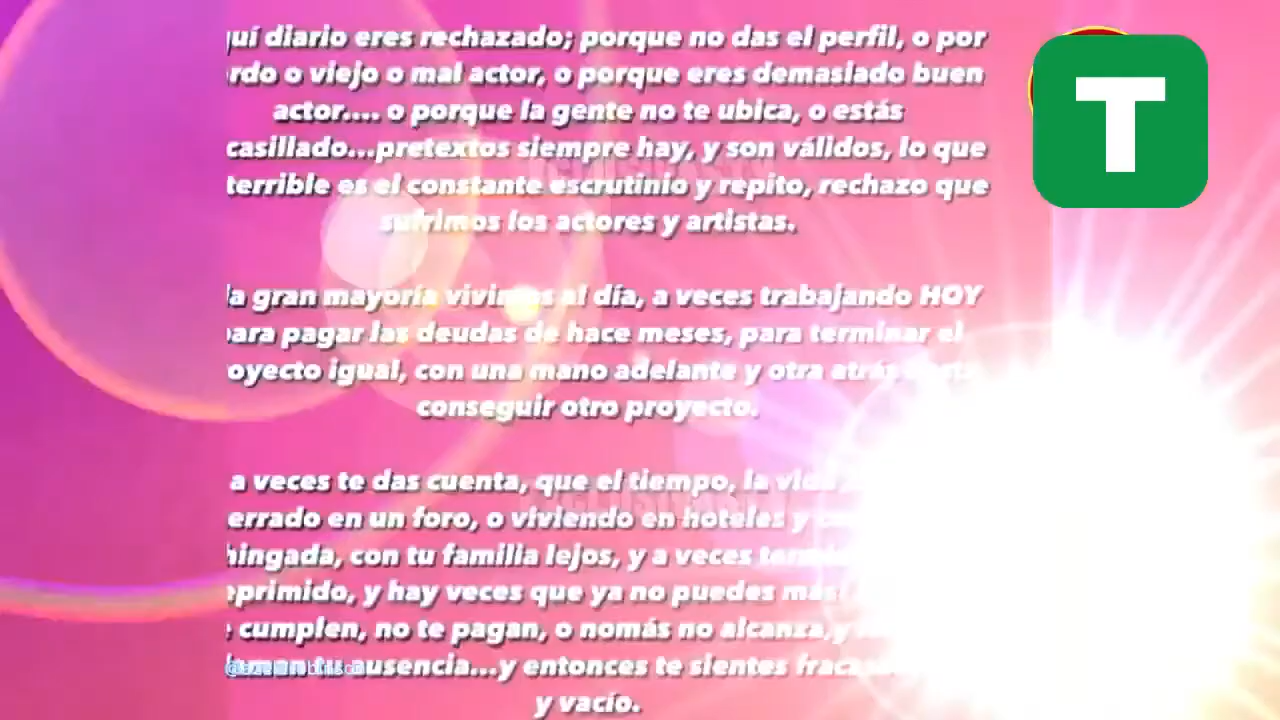 uí diario eres rechazado; porque no das el perfil, o por
rdo o viejo o mal actor, o porque eres demasiado buen
actor.... o porque la gente no te ubica, o estás
casillado...pretextos siempre hay, y son válidos, lo que
terrible es el constante escrutinio y repito, rechazo que
sufrimos los actores y artistas.
la gran mayoría vivimos al día, a veces trabajando HOY
para pagar las deudas de hace meses, para terminar el
oyecto igual, con una mano adelante y otra atrás
conseguir otro proyecto.
a veces te das cuenta, que el tiempo, la vida
errado en un foro, o viviendo en hoteles y
hingada, con tu familia lejos, y a veces
eprimido, y hay veces que ya no puedes más
cumplen, no te pagan, o nomás no alcanza, y
tu ausencia...y entonces te sientes
y vacío.
T